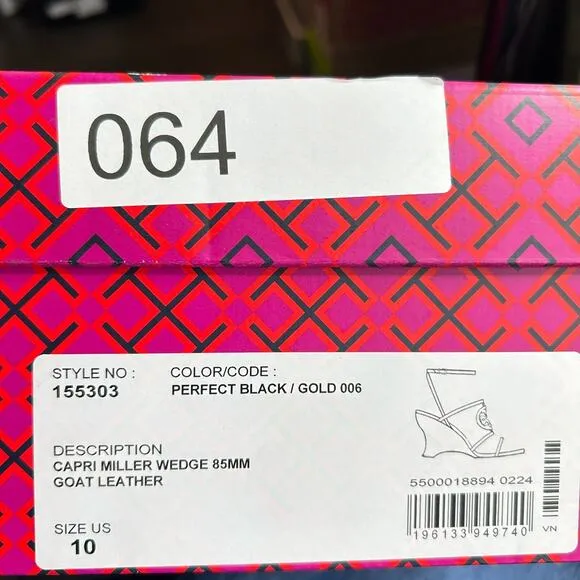 064
STYLE NO :
155303
COLOR/CODE :
PERFECT BLACK / GOLD 006
DESCRIPTION
CAPRI MILLER WEDGE 85MM
GOAT LEATHER
5500018894 0224
196133 949740
VN
SIZE US
10